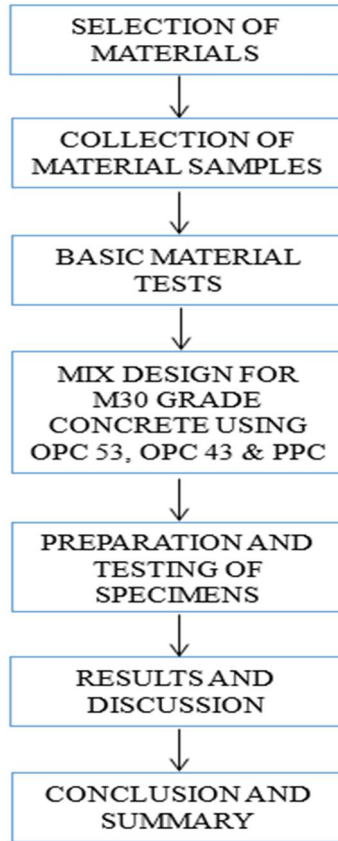 SELECTION OF
MATERIALS
COLLECTION OF
MATERIAL SAMPLES
BASIC MATERIAL
TESTS
MIX DESIGN FOR
M30 GRADE
CONCRETE USING
OPC 53, OPC 43 & PPC
PREPARATION AND
TESTING OF
SPECIMENS
RESULTS AND
DISCUSSION
CONCLUSION AND
SUMMARY